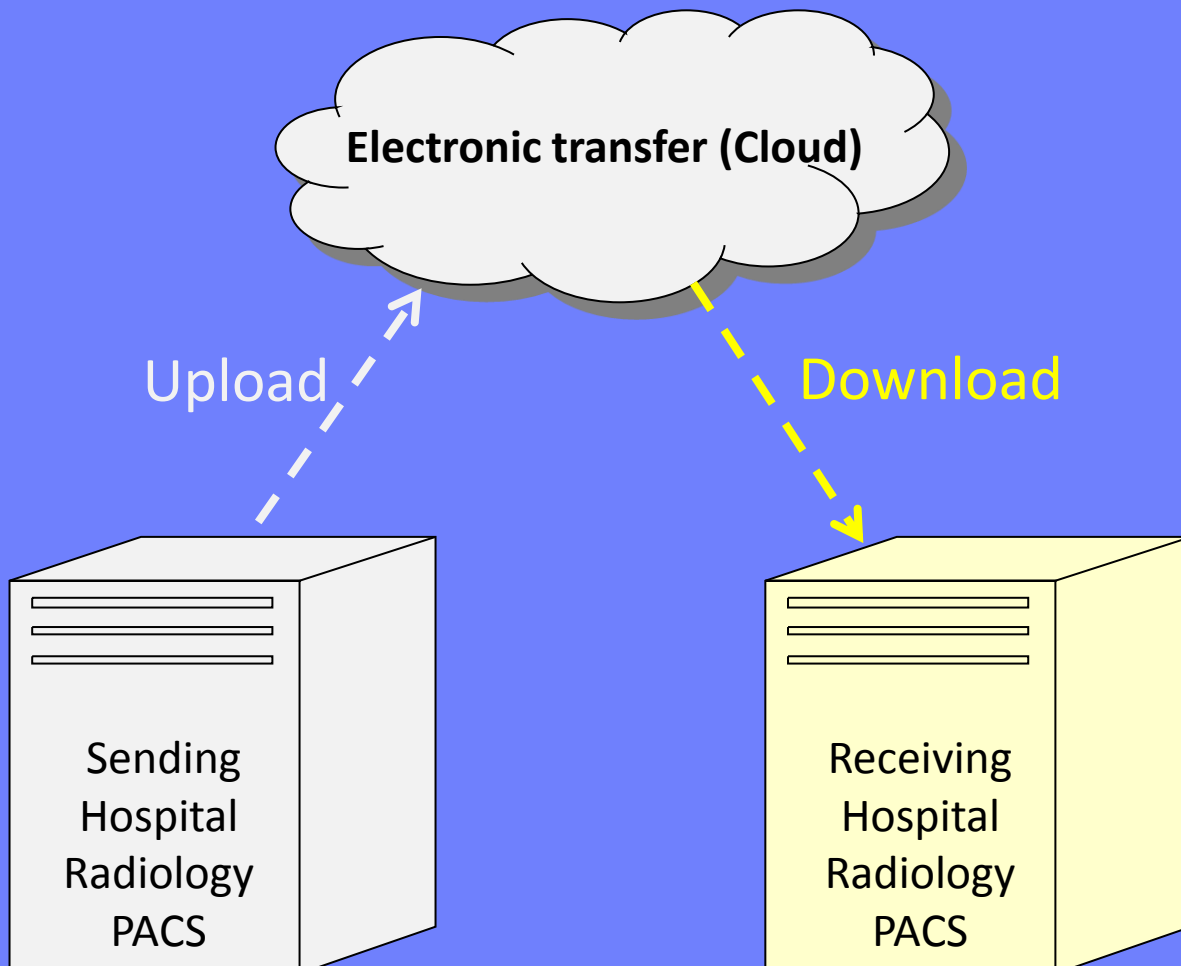 Electronic transfer (Cloud)
Upload
Download
Sending
Hospital
Radiology
PACS
Receiving
Hospital
Radiology
PACS